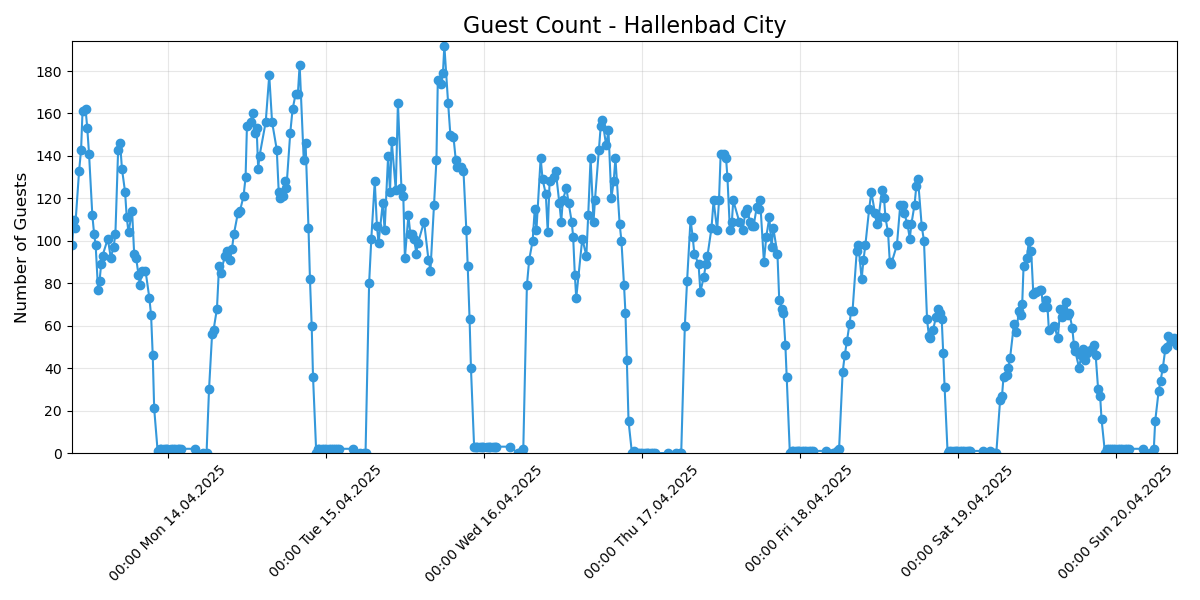 Guest Count - Hallenbad City
Number of Guests
180
160
140
120
100
80
60
40
20
0
00:00 Mon 14.04.2025
00:00 Tue 15.04.2025
00:00 Wed 16.04.2025
00:00 Thu 17.04.2025
00:00 Fri 18.04.2025
00:00 Sat 19.04.2025
00:00 Sun 20.04.2025